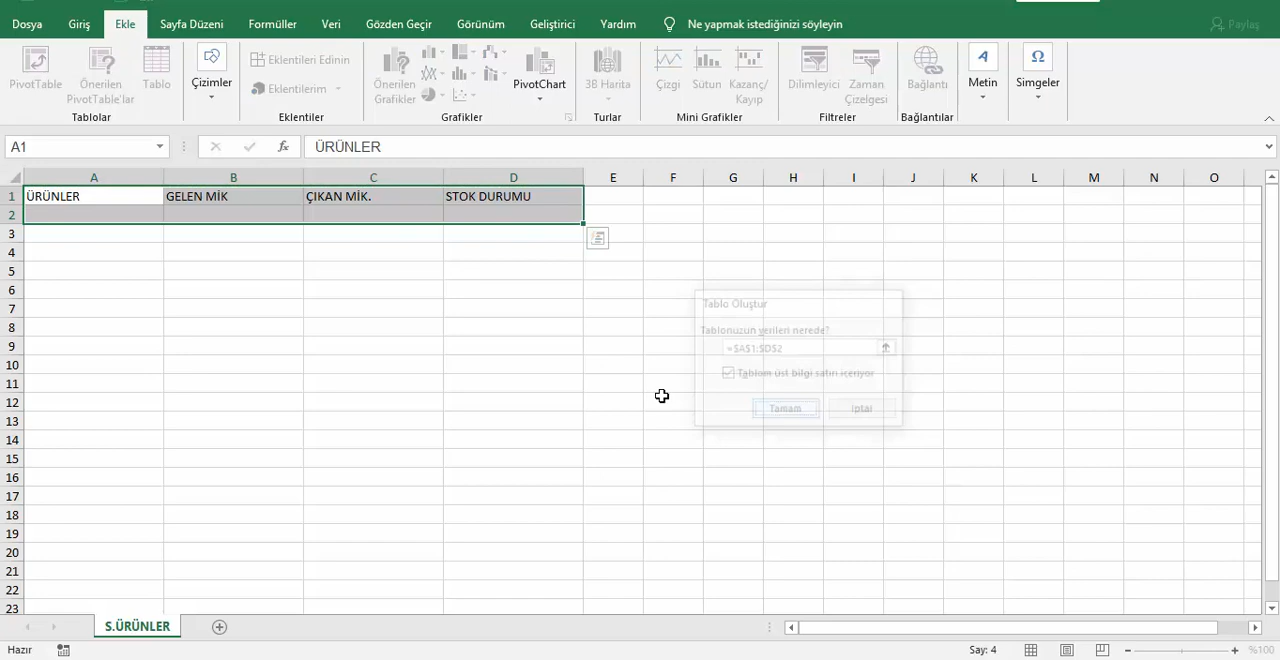 Dosya Giriş Ekle Sayfa Düzeni Formüller Veri Gözden Geçir Görünüm Geliştirici Yardım Ne yapmak istediğinizi söyleyin Paylaş
PivotTable
Önerilen
PivotTable'lar
Tablo
Tablolar
Çizimler
Eklentileri Edinin
Eklentilerim
Eklentiler
Önerilen
Grafikler
PivotChart
Grafikler
3B Harita
Turlar
Çizgi
Sütun
Kazanç/
Kayıp
Mini Grafikler
Dilimleyici
Zaman
Çizelgesi
Filtreler
Bağlantı
Bağlantılar
A
Metin
Ω
Simgeler
A1 fx ÜRÜNLER
A B C D E F G H I J K L M N O
1 ÜRÜNLER GELEN MİK ÇIKAN MİK. STOK DURUMU
2
3
4
5
6
7
8
9
10
11
12
13
14
15
16
17
18
19
20
21
22
23
Tablo Oluştur
Tablonuzun verileri nerede?
=$A$1:$D$2
Tablom üst bilgi satırı içeriyor
Tamam İptal
S.ÜRÜNLER
Hazır Say: 4 %100